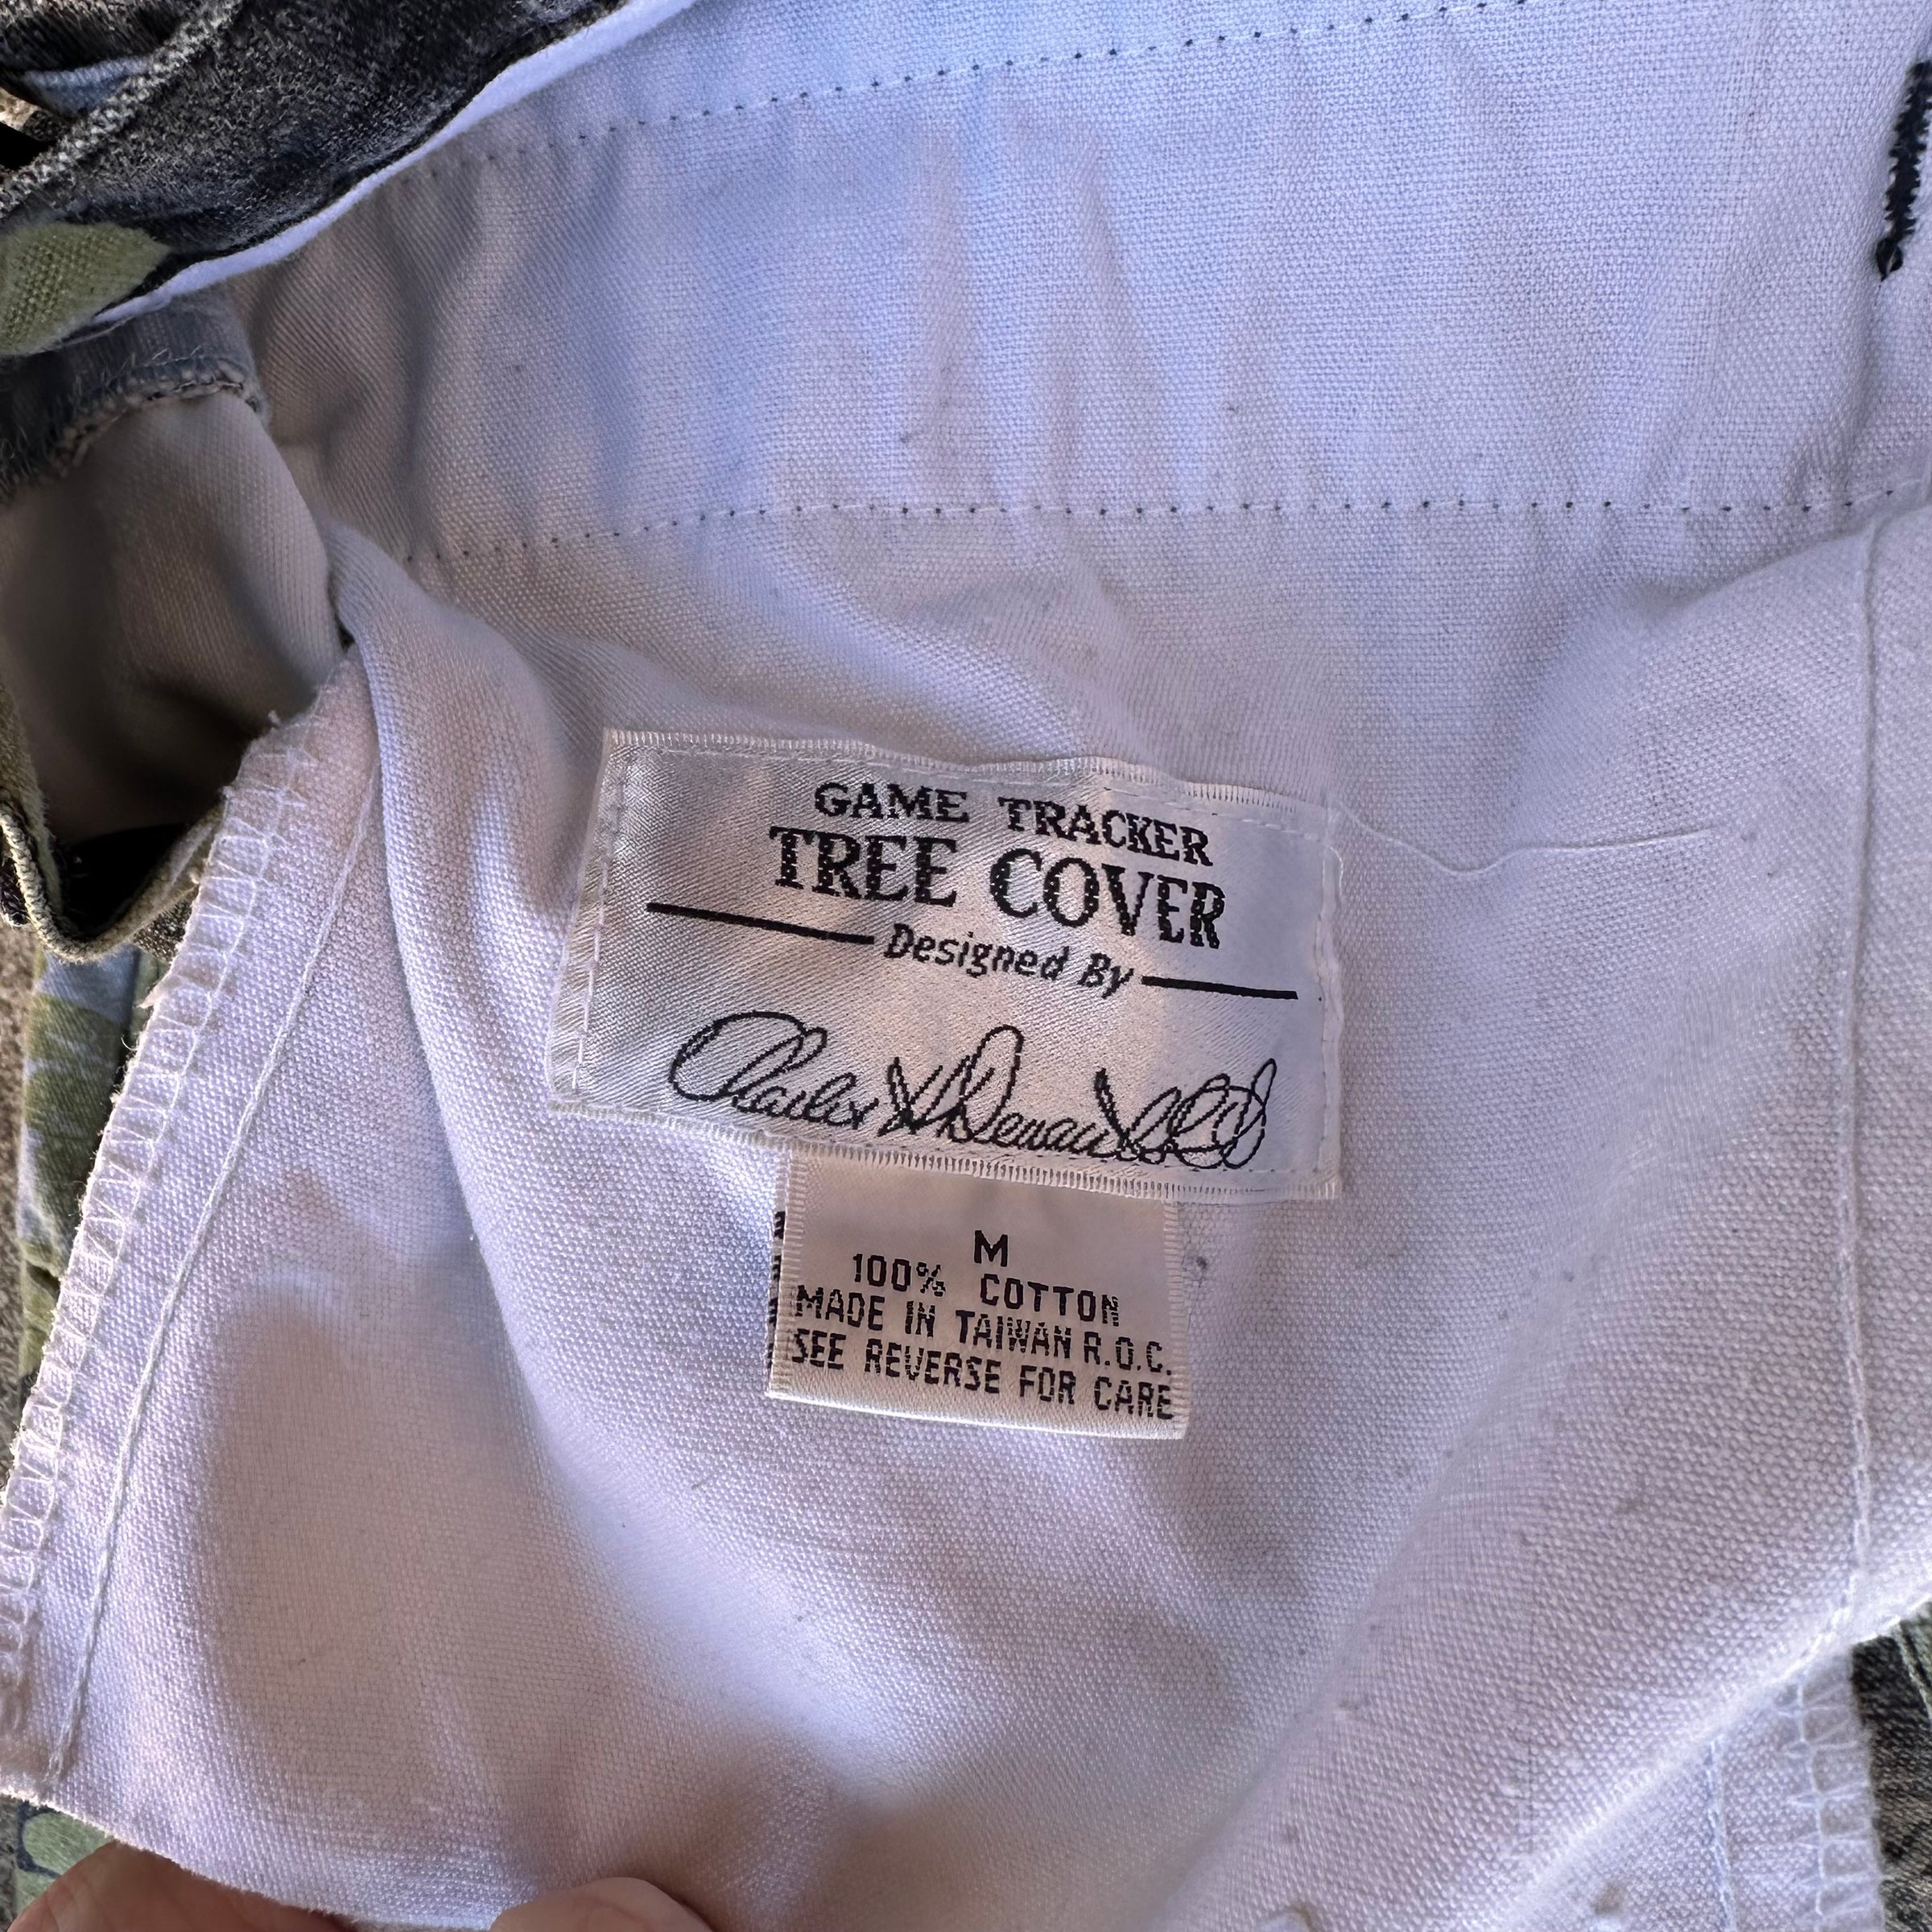 GAME TRACKER
TREE COVER
Designed By
M
100% COTTON
MADE IN TAIWAN R.O.C.
SEE REVERSE FOR CARE